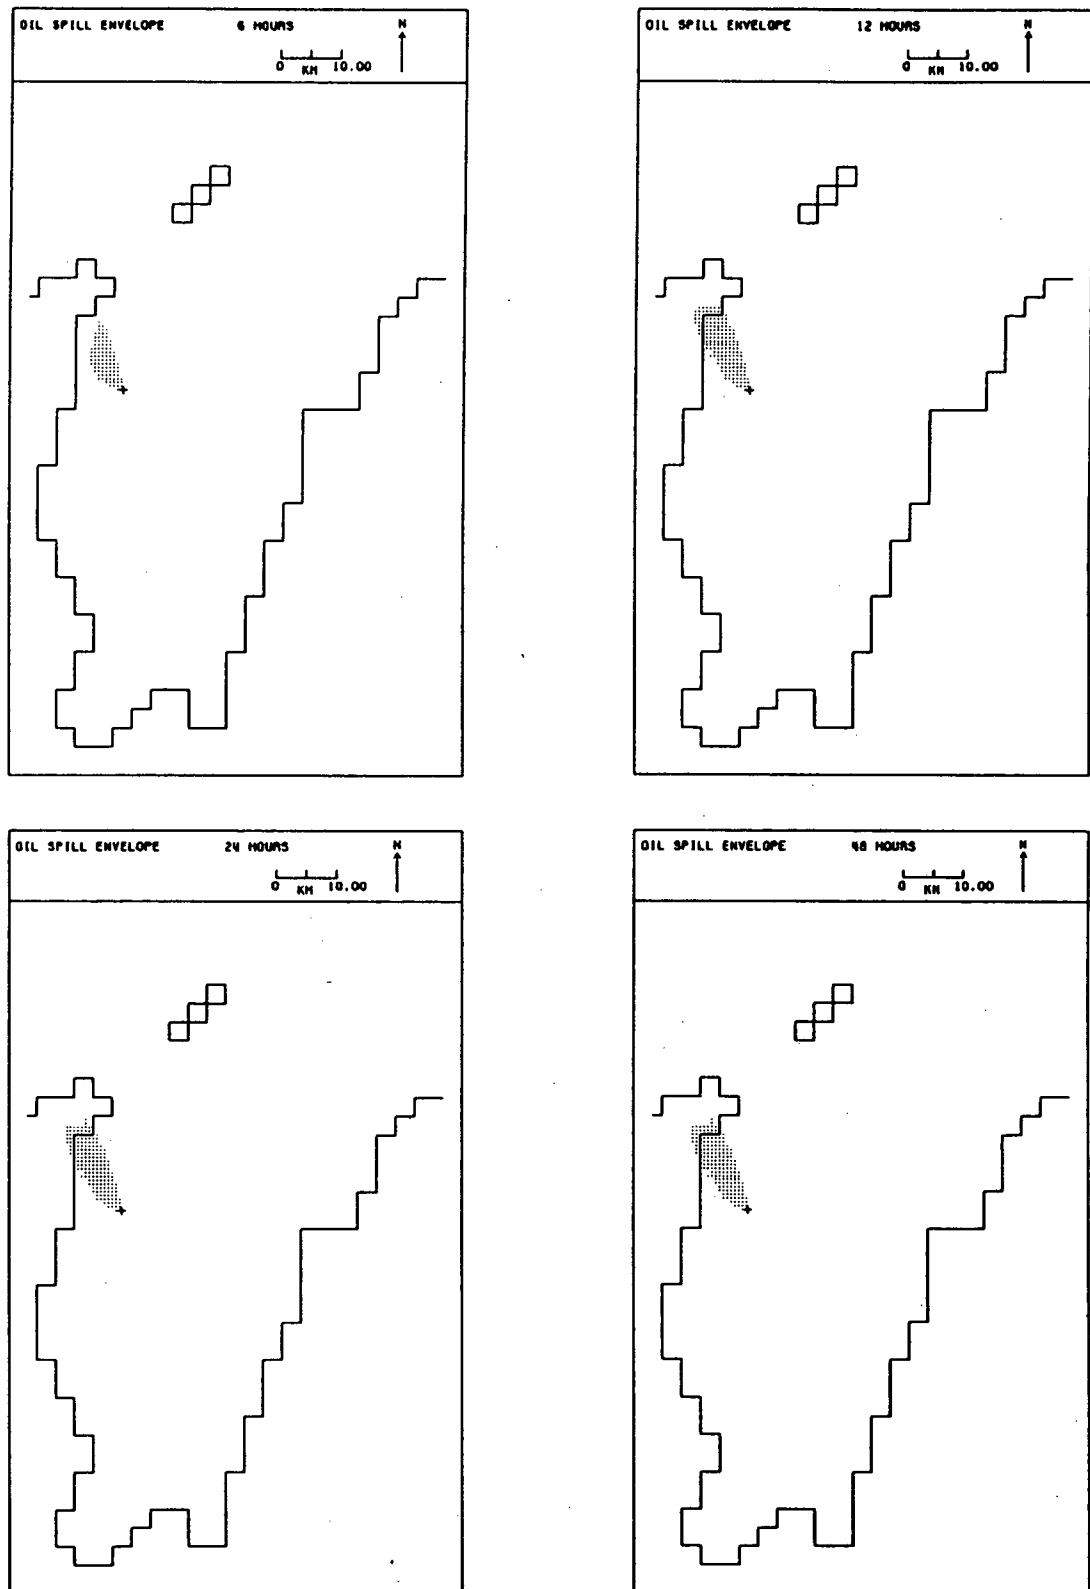 OIL SPILL ENVELOPE 6 HOURS N
0 KM 10.00
OIL SPILL ENVELOPE 12 HOURS N
0 KM 10.00
OIL SPILL ENVELOPE 24 HOURS N
0 KM 10.00
OIL SPILL ENVELOPE 48 HOURS N
0 KM 10.00